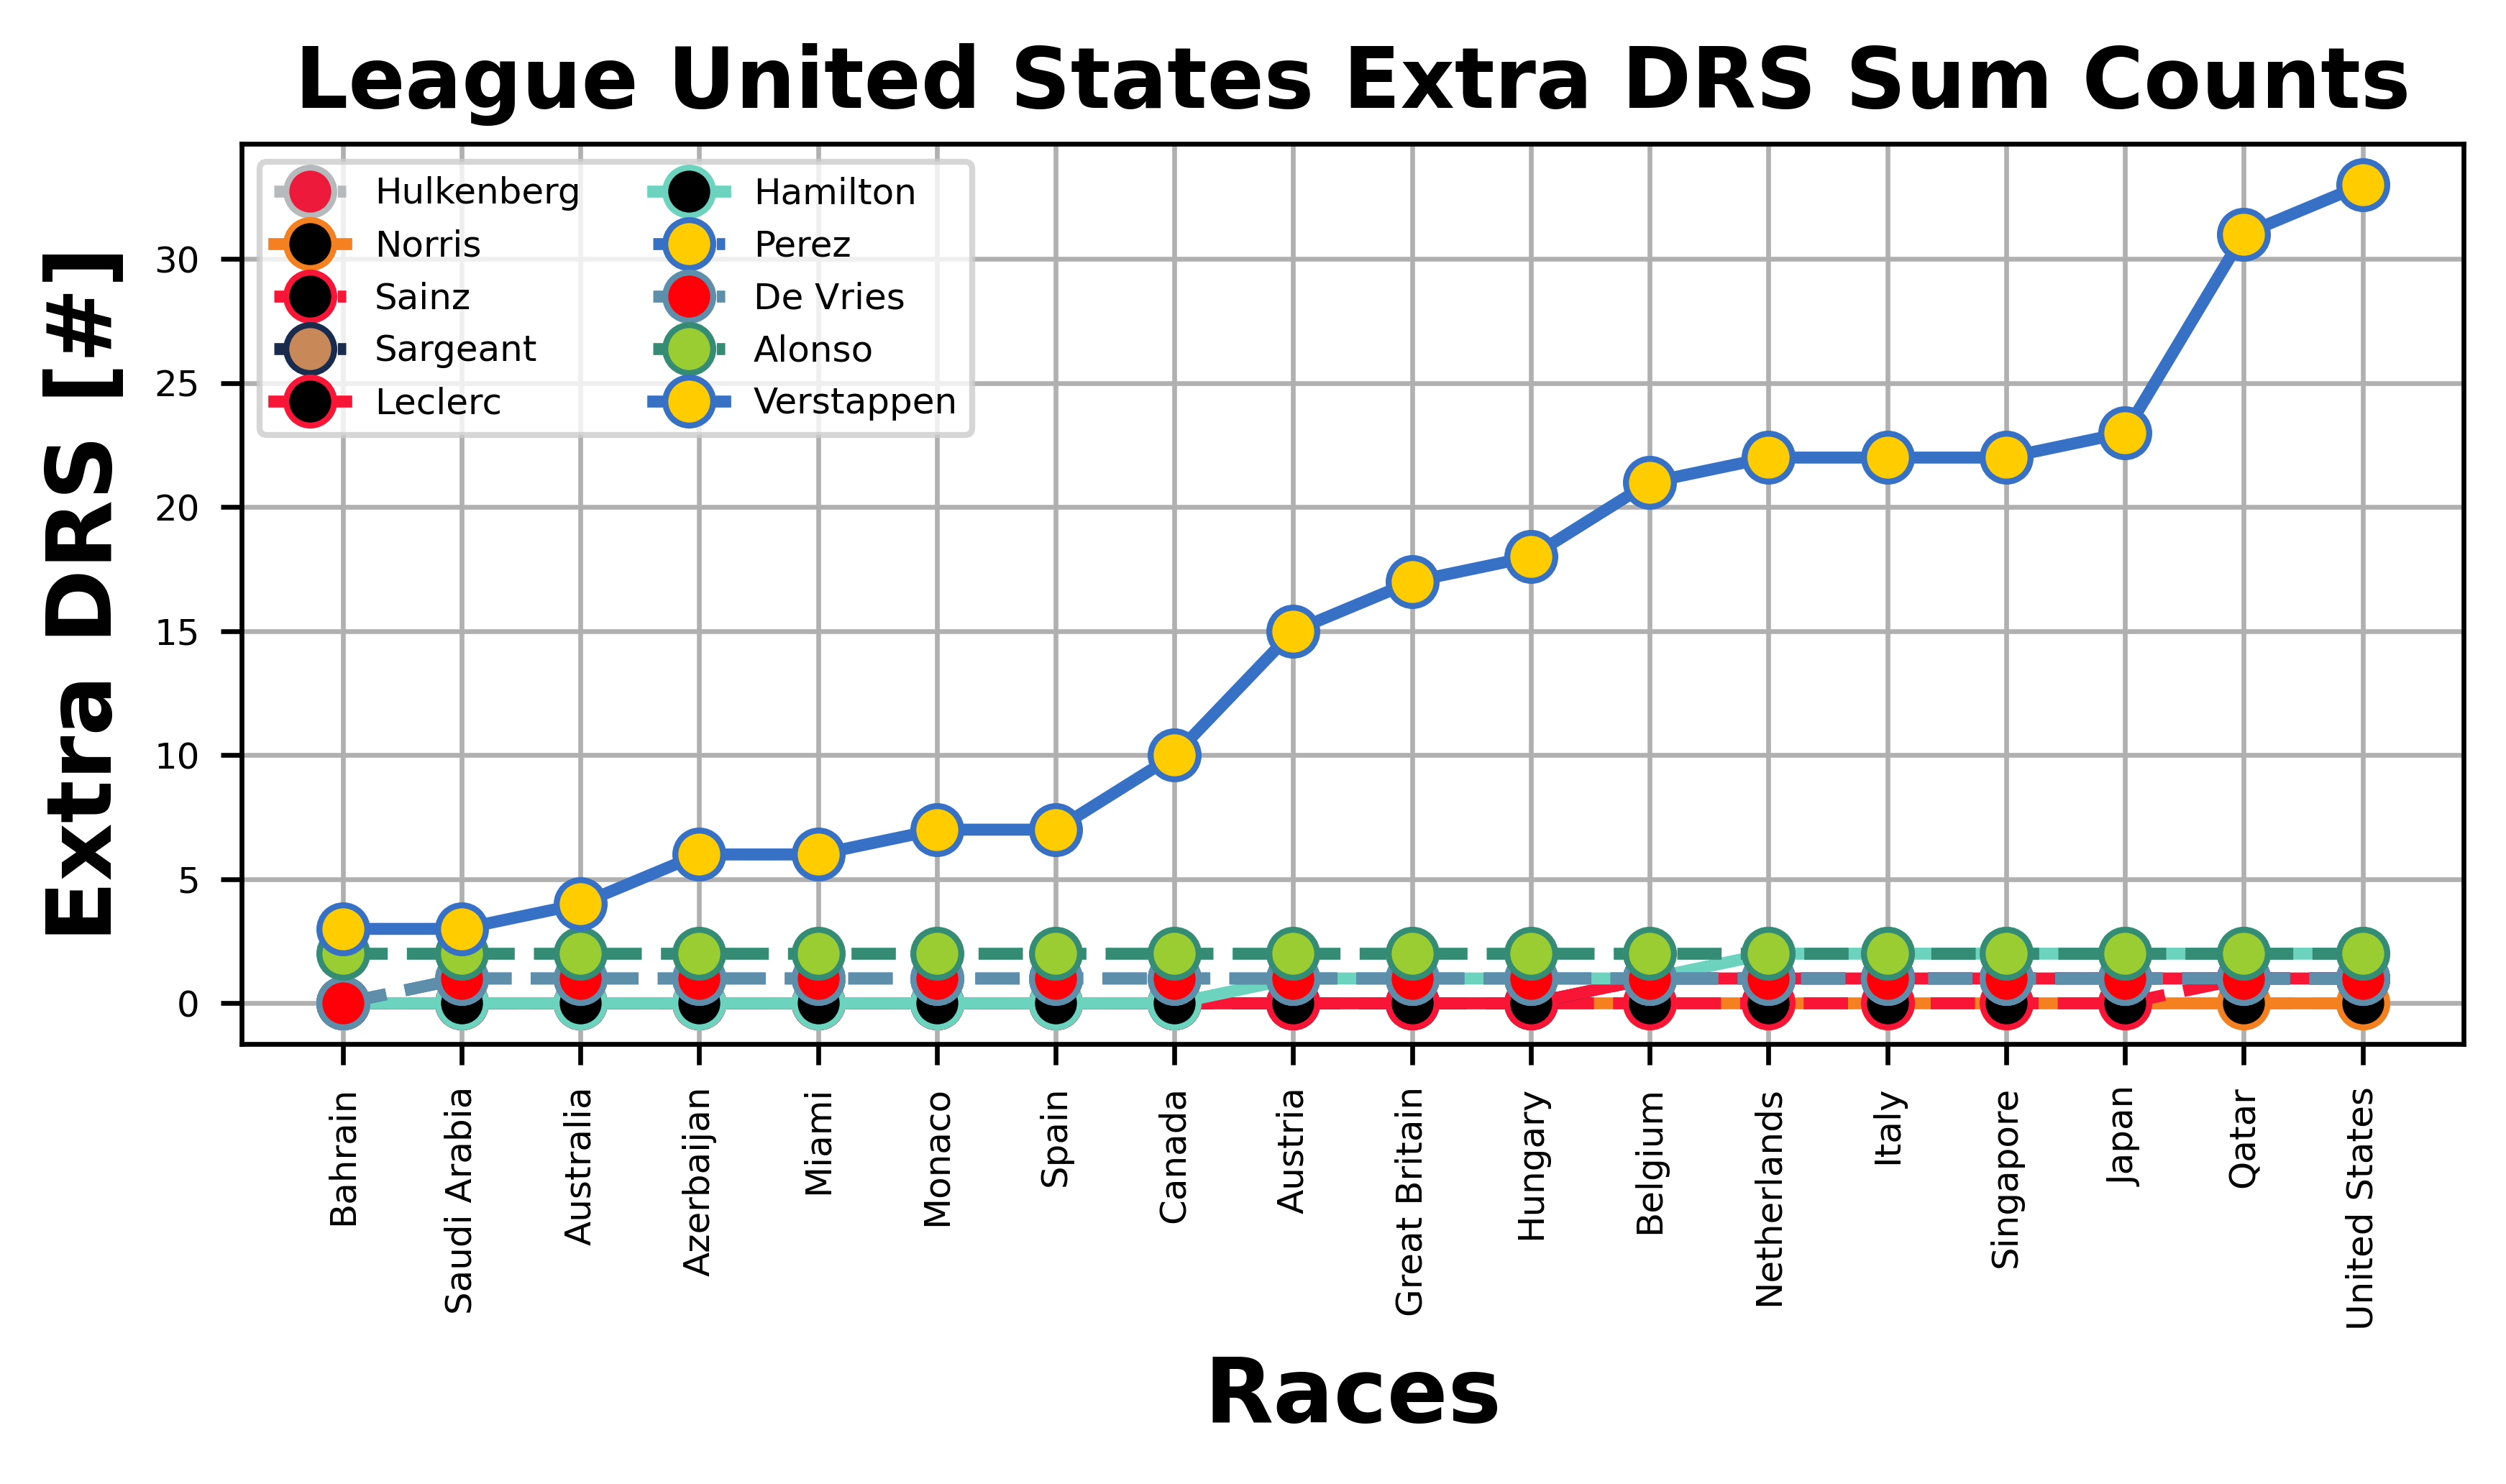 League United States Extra DRS Sum Counts
Extra DRS [#]
30
25
20
15
10
5
0
Hulkenberg
Norris
Sainz
Sargeant
Leclerc
Hamilton
Perez
De Vries
Alonso
Verstappen
Bahrain
Saudi Arabia
Australia
Azerbaijan
Miami
Monaco
Spain
Canada
Austria
Great Britain
Hungary
Belgium
Netherlands
Italy
Singapore
Japan
Qatar
United States
Races